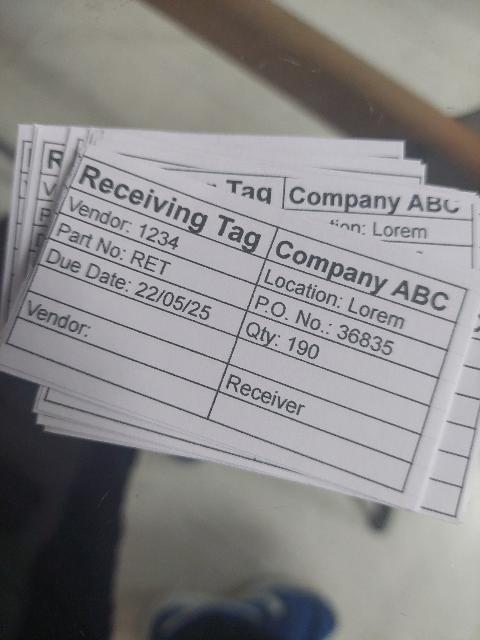 Tag Company ABC
tion: Lorem
Receiving Tag Company ABC
Vendor: 1234 Location: Lorem
Part No: RET P.O. No.: 36835
Due Date: 22/05/25 Qty: 190
Vendor: Receiver